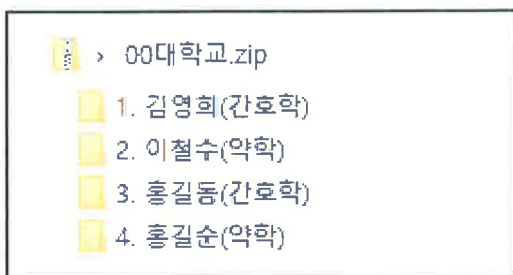 › 00대학교.zip
1. 김영희(간호학)
2. 이철수(약학)
3. 홍길동(간호학)
4. 홍길순(약학)